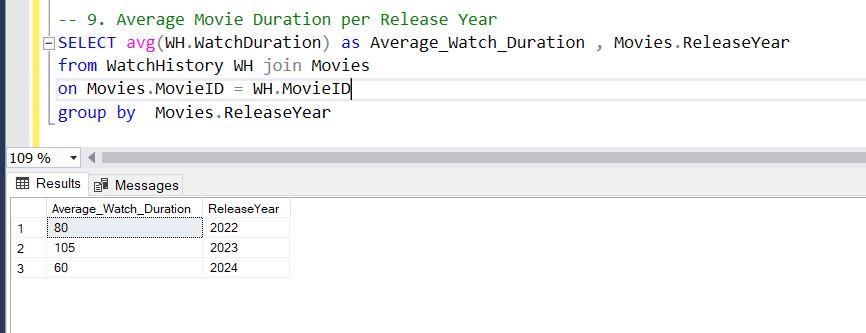 -- 9. Average Movie Duration per Release Year
SELECT avg(WH.WatchDuration) as Average_Watch_Duration , Movies.ReleaseYear
from WatchHistory WH join Movies
on Movies.MovieID = WH.MovieID
group by  Movies.ReleaseYear
109 %
Results Messages
Average_Watch_Duration ReleaseYear
1 80 2022
2 105 2023
3 60 2024